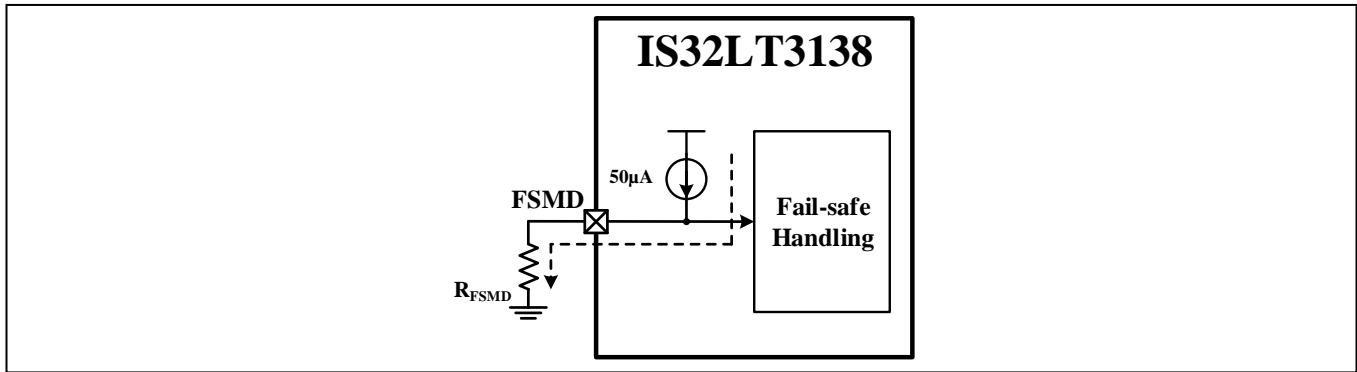 IS32LT3138
50µA
FSMD
Fail-safe
Handling
RFSMD